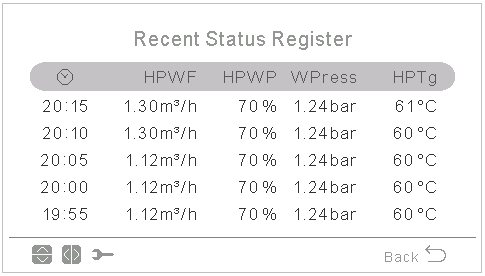 Recent Status Register
HPWF HPWP WPress HPTg
20:15 1.30m³/h 70% 1.24bar 61°C
20:10 1.30m³/h 70% 1.24bar 60°C
20:05 1.12m³/h 70% 1.24bar 60°C
20:00 1.12m³/h 70% 1.24bar 60°C
19:55 1.12m³/h 70% 1.24bar 60°C
Back